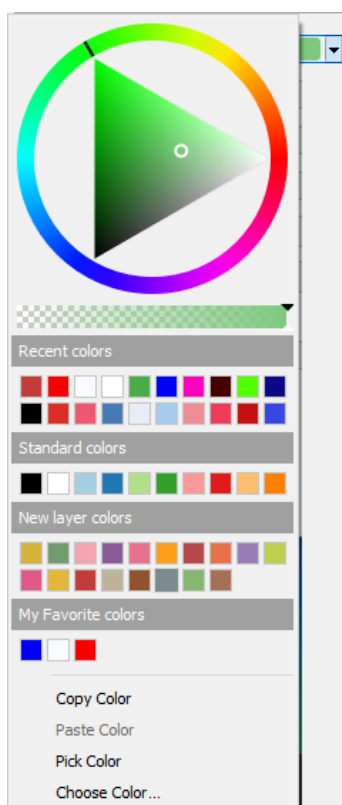 Recent colors
Standard colors
New layer colors
My Favorite colors
Copy Color
Paste Color
Pick Color
Choose Color...